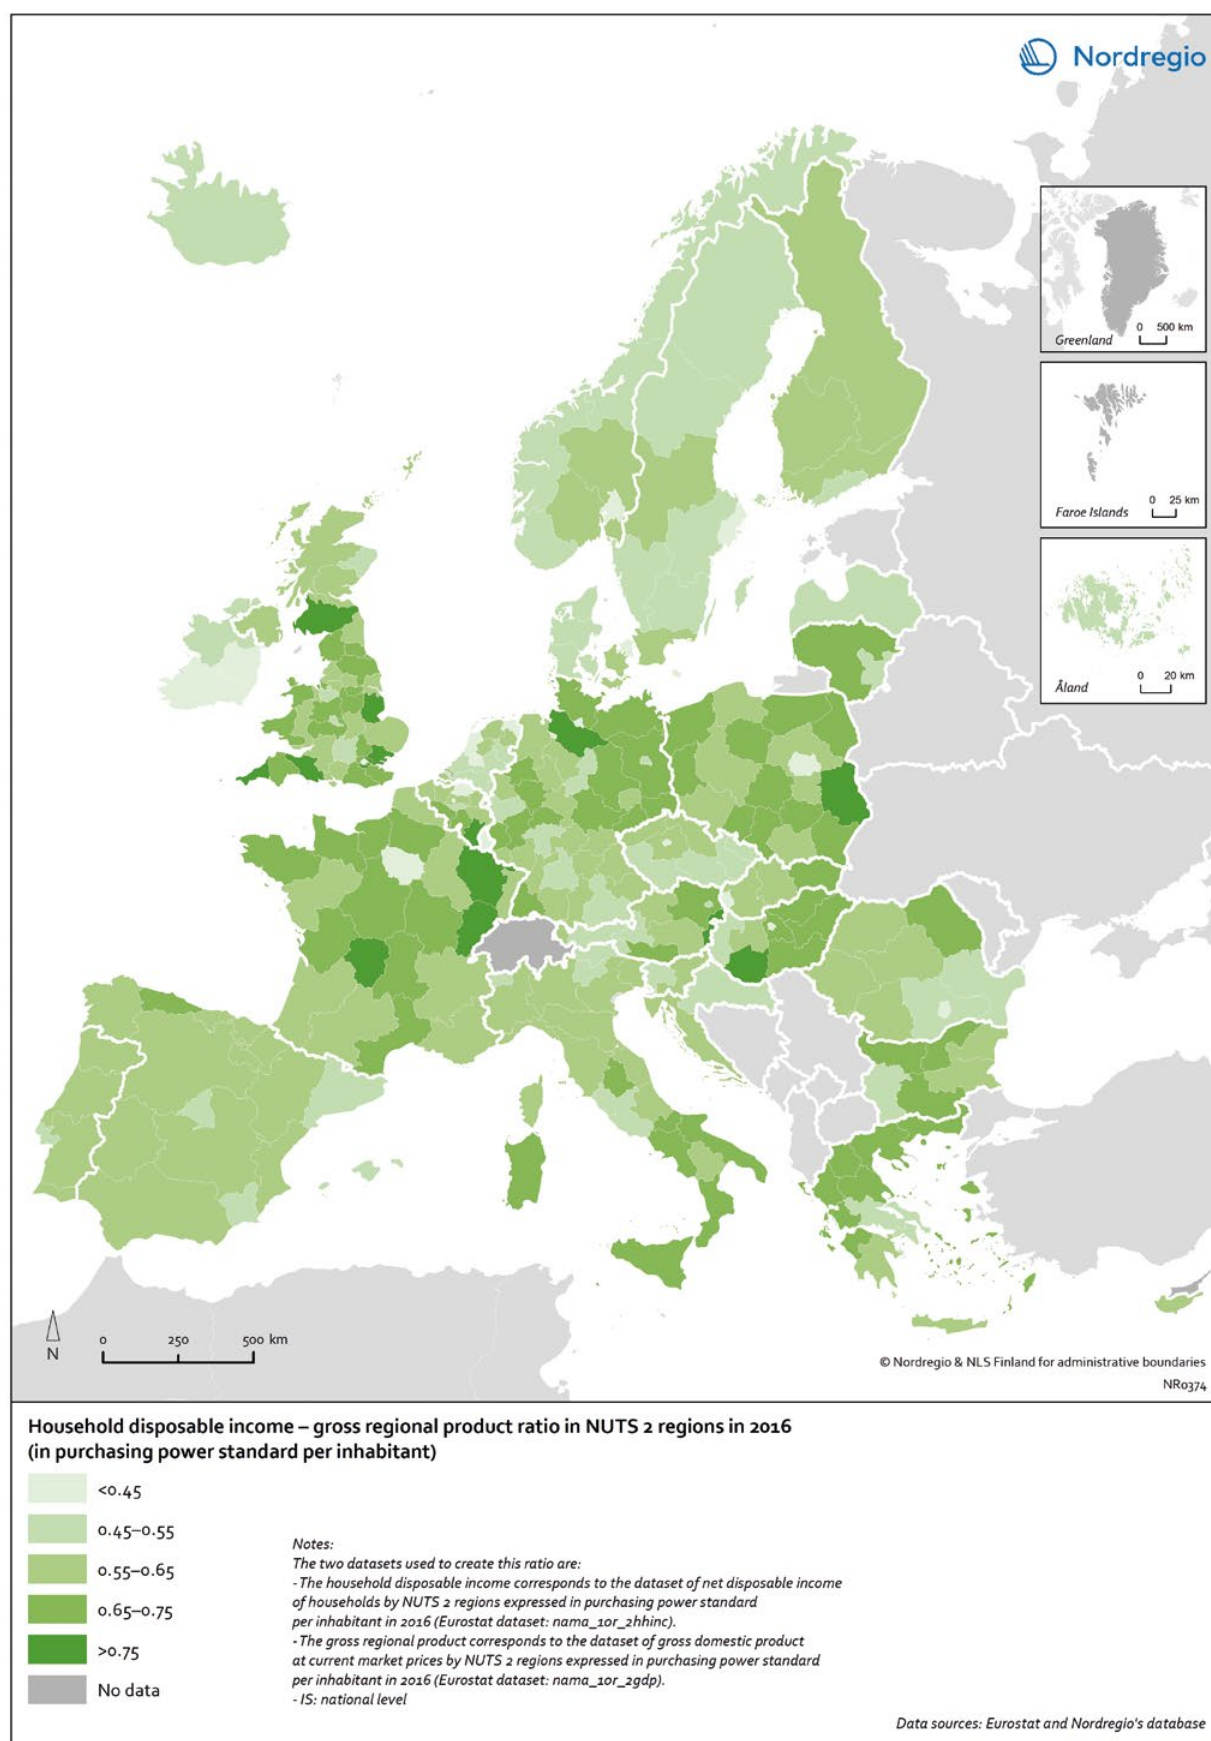 Nordregio
0 500 km
Greenland
0 25 km
Faroe Islands
0 20 km
Åland
N
0 250 500 km
© Nordregio & NLS Finland for administrative boundaries
NR0374
Household disposable income – gross regional product ratio in NUTS 2 regions in 2016
(in purchasing power standard per inhabitant)
<0.45
0.45–0.55
0.55–0.65
0.65–0.75
>0.75
No data
Notes:
The two datasets used to create this ratio are:
- The household disposable income corresponds to the dataset of net disposable income
of households by NUTS 2 regions expressed in purchasing power standard
per inhabitant in 2016 (Eurostat dataset: nama_10r_2hhinc).
- The gross regional product corresponds to the dataset of gross domestic product
at current market prices by NUTS 2 regions expressed in purchasing power standard
per inhabitant in 2016 (Eurostat dataset: nama_10r_2gdp).
- IS: national level
Data sources: Eurostat and Nordregio's database